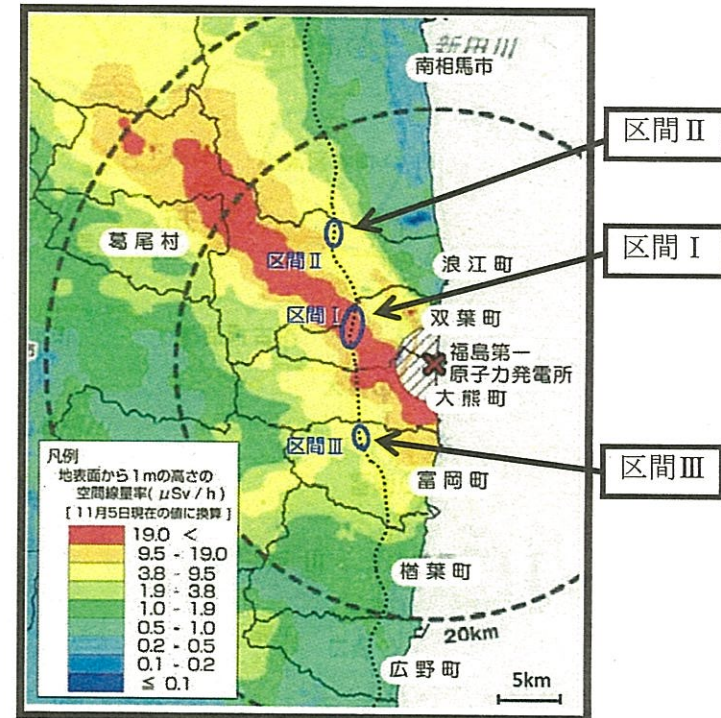 新田川
南相馬市
区間Ⅱ
区間Ⅰ
葛尾村
区間Ⅱ
浪江町
区間Ⅰ
双葉町
福島第一
原子力発電所
大熊町
区間Ⅲ
富岡町
区間Ⅲ
凡例
地表面から1mの高さの
空間線量率(μSv/h)
[11月5日現在の値に換算]
19.0 <
9.5 - 19.0
3.8 - 9.5
1.9 - 3.8
1.0 - 1.9
0.5 - 1.0
0.2 - 0.5
0.1 - 0.2
≦ 0.1
楢葉町
20km
広野町
5km